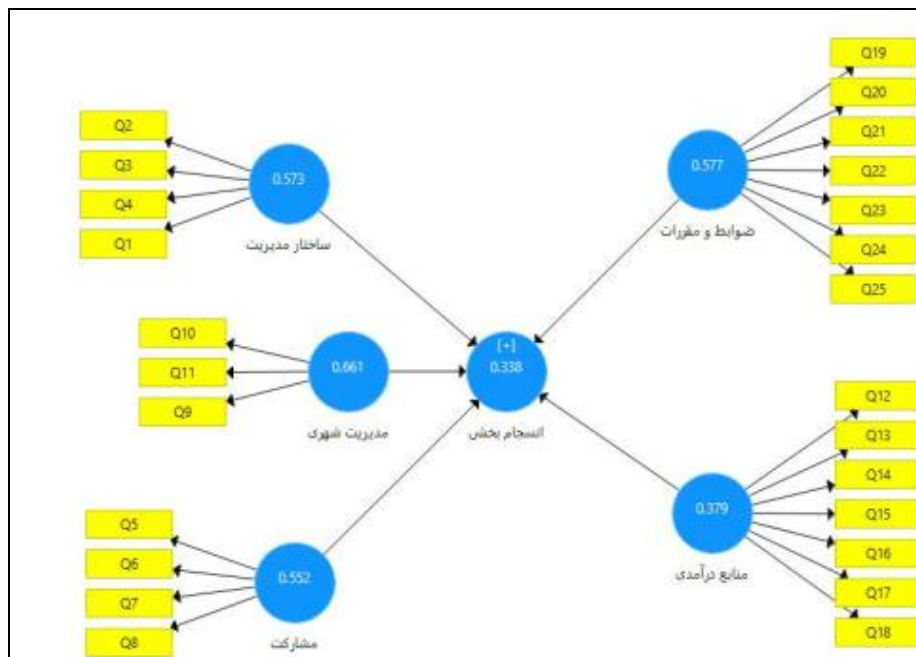 Q2
Q3
Q4
Q1
0.573
ساختار مدیریت
Q10
Q11
Q9
0.661
مدیریت شهری
Q5
Q6
Q7
Q8
0.552
مشارکت
[+]
0.338
انسجام بخش
Q19
Q20
Q21
Q22
Q23
Q24
Q25
0.577
ضوابط و مقررات
Q12
Q13
Q14
Q15
Q16
Q17
Q18
0.379
منابع درآمدی